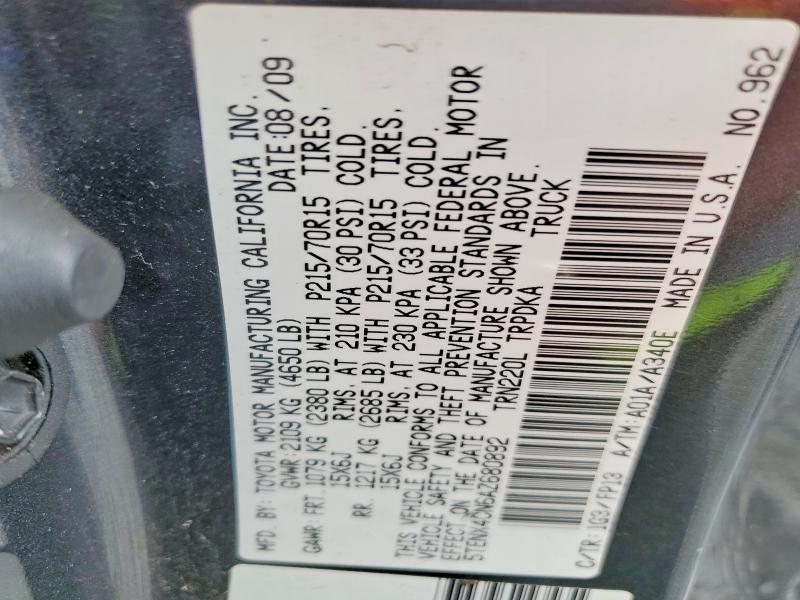 MFD. BY: TOYOTA MOTOR MANUFACTURING CALIFORNIA INC.
GVWR: 2109 KG (4650 LB) DATE:08/09
GAWR: FRT. 1079 KG (2380 LB) WITH P215/70R15 TIRES.
15X6J RIMS, AT 210 KPA (30 PSI) COLD.
RR. 1217 KG (2685 LB) WITH P215/70R15 TIRES.
15X6J RIMS, AT 230 KPA (33 PSI) COLD.
THIS VEHICLE CONFORMS TO ALL APPLICABLE FEDERAL MOTOR
VEHICLE SAFETY AND THEFT PREVENTION STANDARDS IN
EFFECT ON THE DATE OF MANUFACTURE SHOWN ABOVE.
5TENX4CN6AZ680892 TRN220L TRPDKA TRUCK
C/TR: 1G3/FP13 A/TM:A01A/A340E MADE IN U.S.A. NO.962